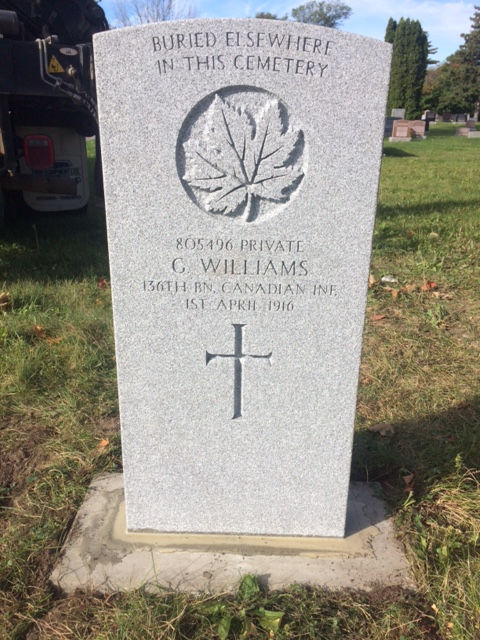 BURIED ELSEWHERE
IN THIS CEMETERY
805496 PRIVATE
G. WILLIAMS
136TH BN. CANADIAN INF.
1ST APRIL 1916